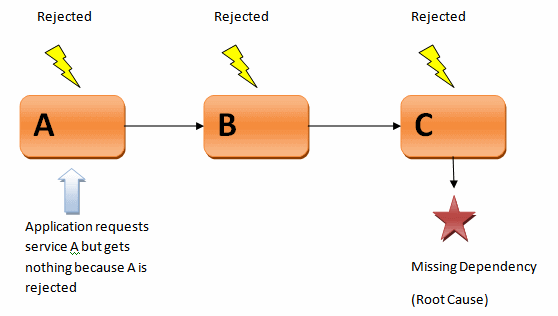 Rejected Rejected Rejected
A B C
Application requests
service A but gets
nothing because A is
rejected
Missing Dependency
(Root Cause)